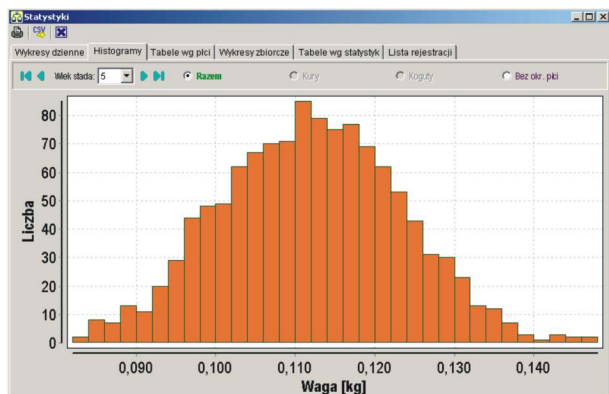 Statystyki
CSV
Wykresy dzienne Histogramy Tabele wg płci Wykresy zbiorcze Tabele wg statystyk Lista rejestracji
Wiek stada: 5 Razem Kury Koguty Bez okr. płci
80
70
60
50
40
30
20
10
0
Liczba
0,090 0,100 0,110 0,120 0,130 0,140
Waga [kg]